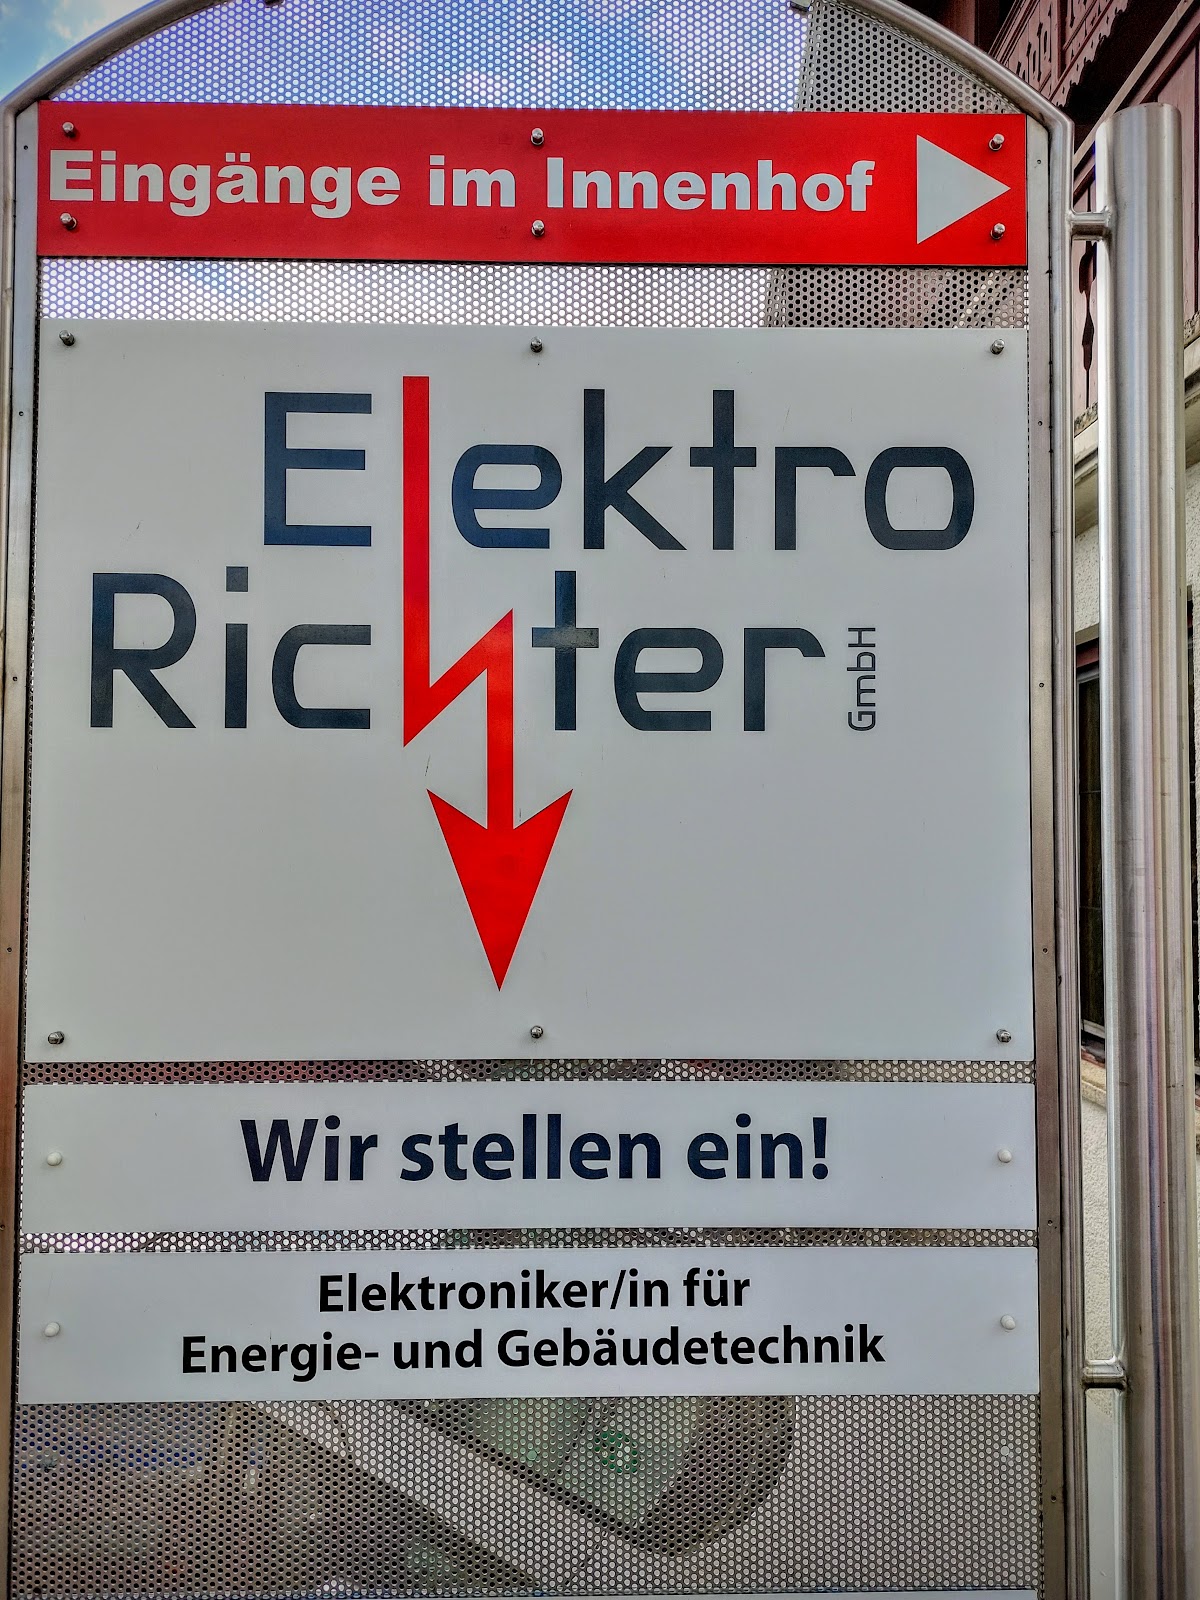 Eingänge im Innenhof
Elektro
Richter GmbH
Wir stellen ein!
Elektroniker/in für
Energie- und Gebäudetechnik